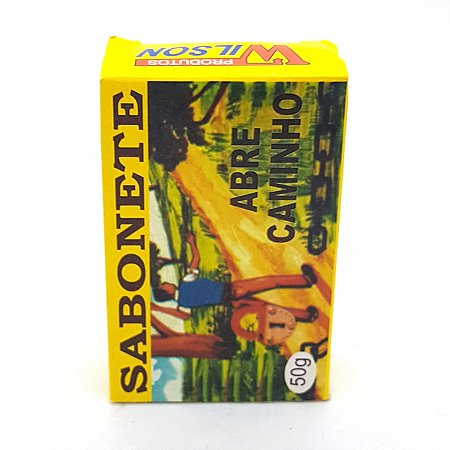 PRODUTOS
WILSON
SABONETE
ABRE
CAMINHO
50g